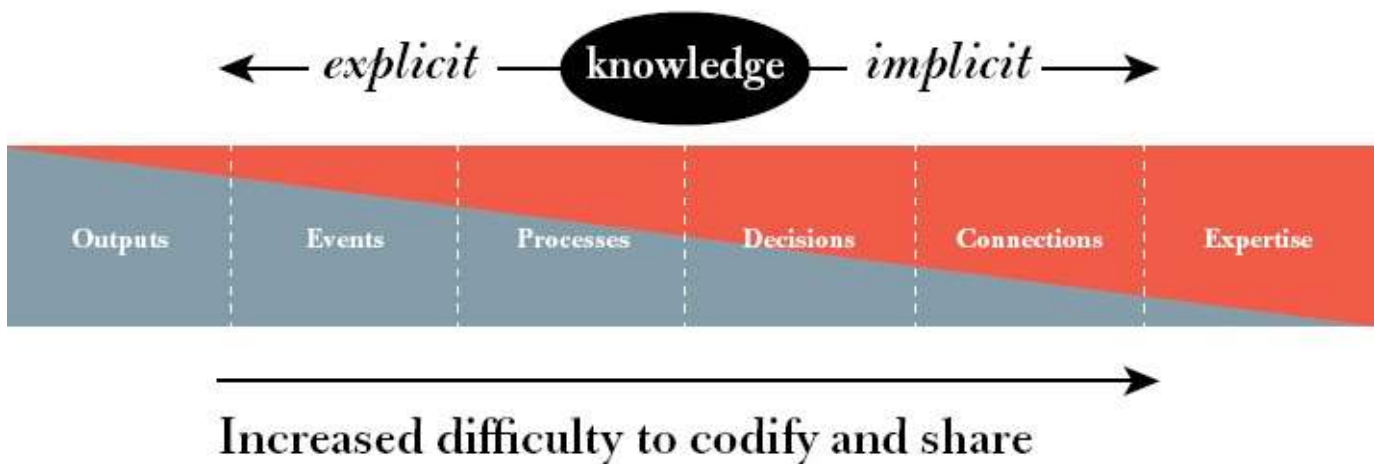 explicit knowledge implicit
Outputs Events Processes Decisions Connections Expertise
Increased difficulty to codify and share